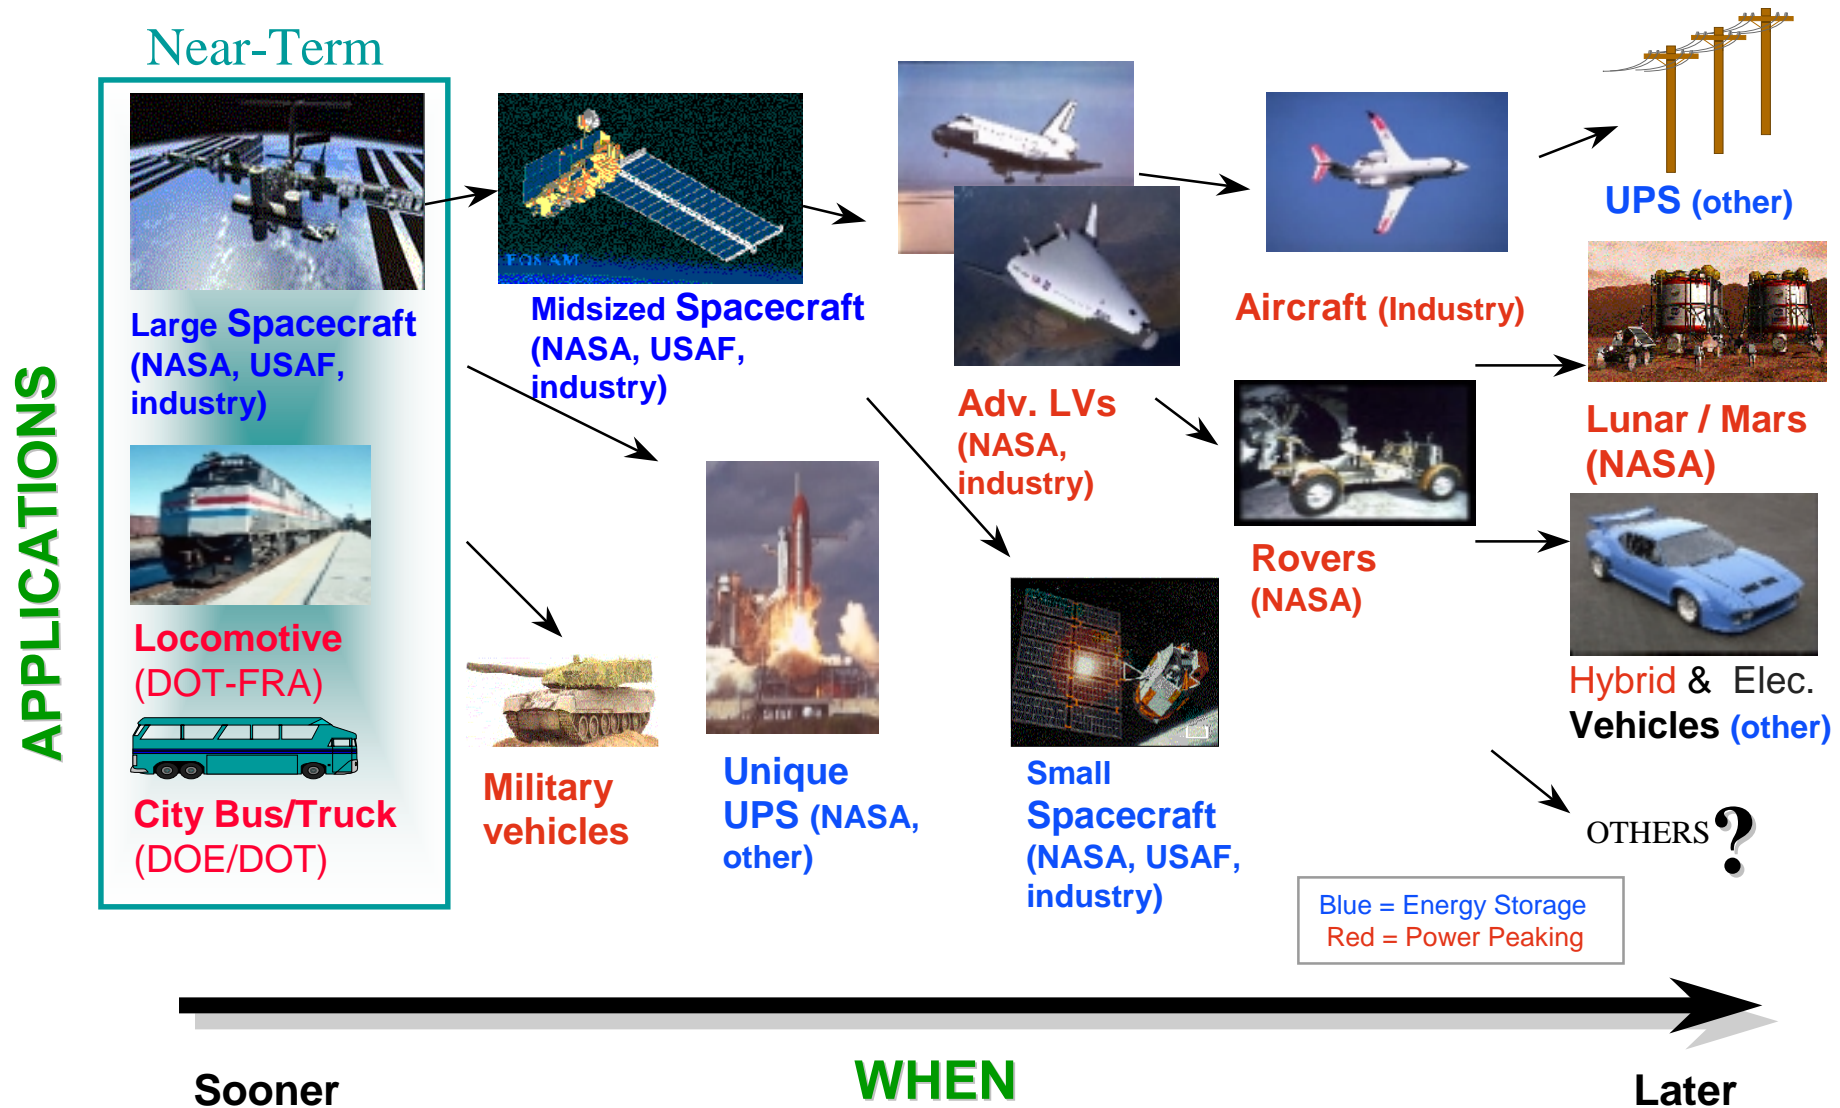 Near-Term
APPLICATIONS
Large Spacecraft
(NASA, USAF,
industry)
Locomotive
(DOT-FRA)
City Bus/Truck
(DOE/DOT)
EOS AM
Midsized Spacecraft
(NASA, USAF,
industry)
Military
vehicles
Unique
UPS (NASA,
other)
Adv. LVs
(NASA,
industry)
Small
Spacecraft
(NASA, USAF,
industry)
Aircraft (Industry)
Rovers
(NASA)
UPS (other)
Lunar / Mars
(NASA)
Hybrid & Elec.
Vehicles (other)
OTHERS ?
Blue = Energy Storage
Red = Power Peaking
Sooner
WHEN
Later